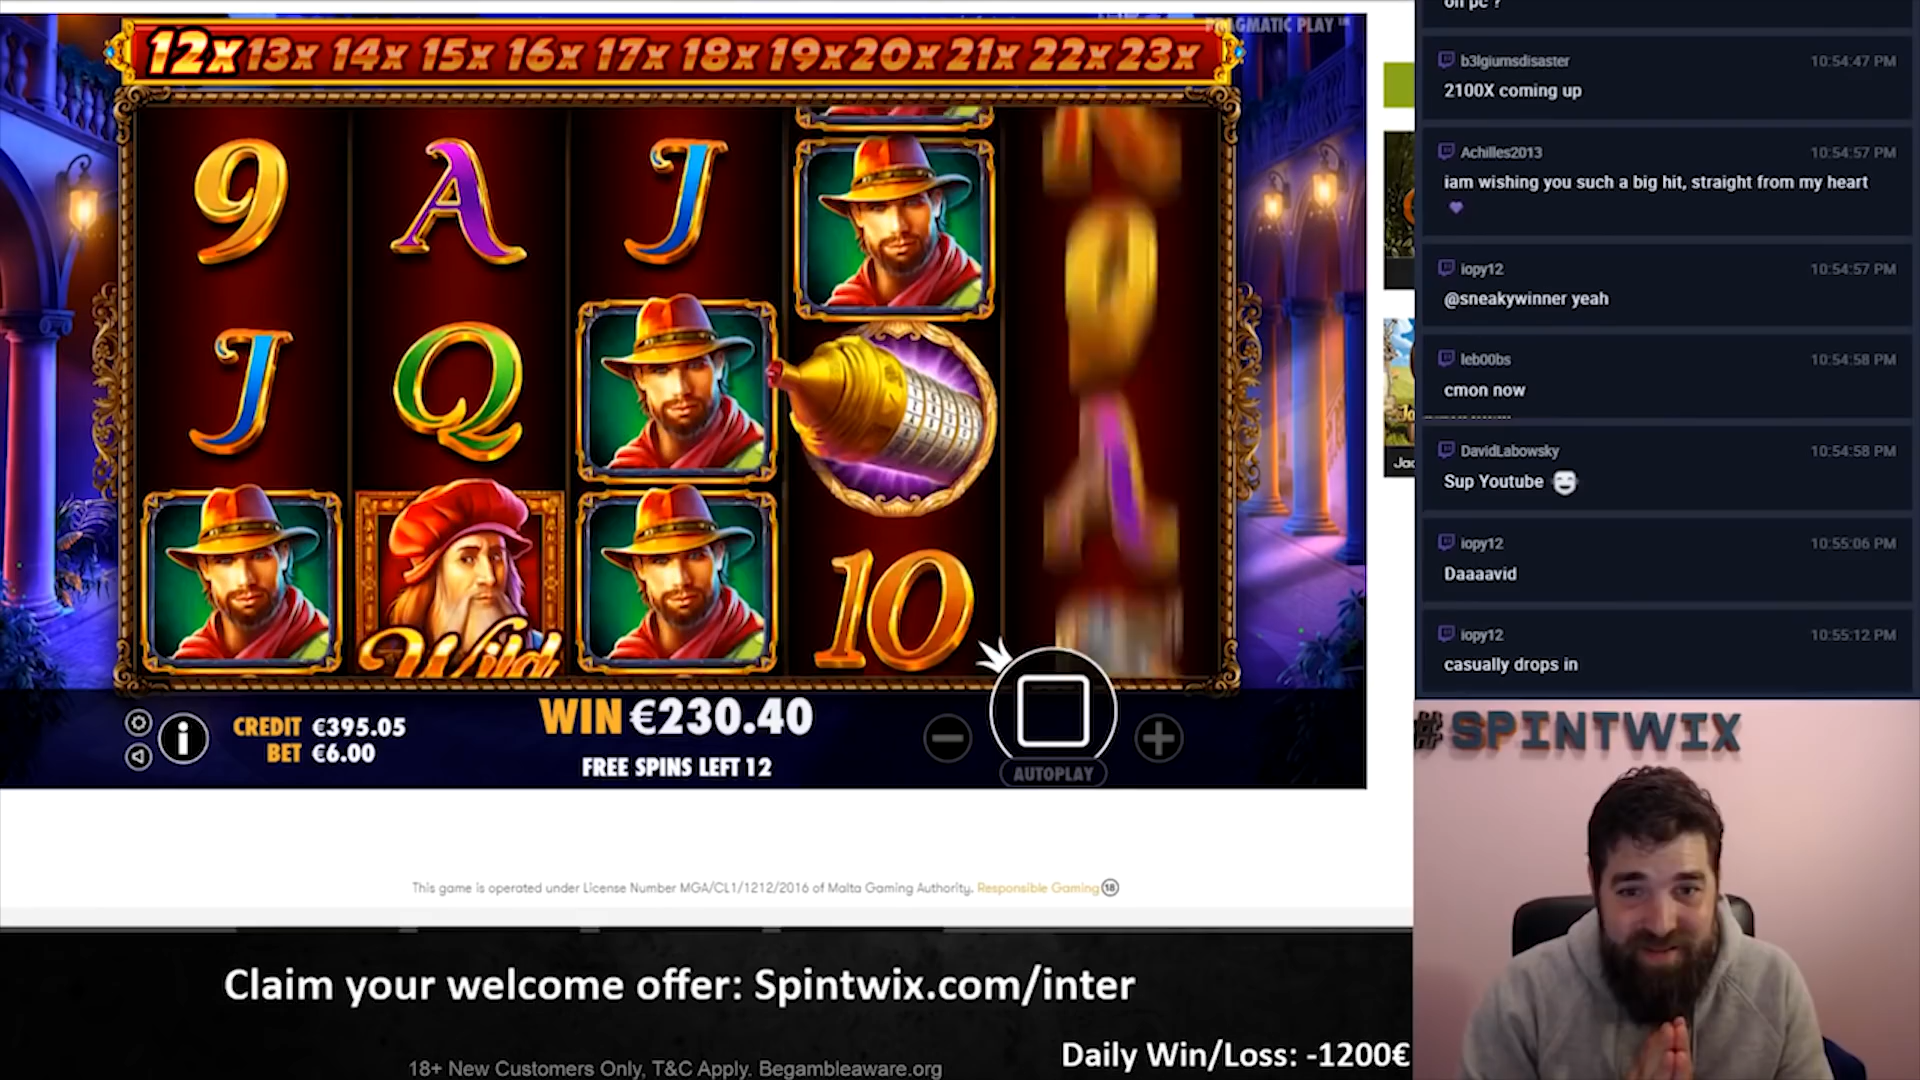 PRAGMATIC PLAY™
12x 13x 14x 15x 16x 17x 18x 19x 20x 21x 22x 23x
9 A J
J Q
Wild 10
CREDIT €395.05
BET €6.00
WIN €230.40
FREE SPINS LEFT 12
AUTOPLAY
This game is operated under License Number MGA/CL1/1212/2016 of Malta Gaming Authority. Responsible Gaming 18
Claim your welcome offer: Spintwix.com/inter
Daily Win/Loss: -1200€
18+ New Customers Only, T&C Apply. Begambleaware.org
on pc ?
b3lgiumsdisaster 10:54:47 PM
2100X coming up
Achilles2013 10:54:57 PM
iam wishing you such a big hit, straight from my heart
iopy12 10:54:57 PM
@sneakywinner yeah
leb00bs 10:54:58 PM
cmon now
DavidLabowsky 10:54:58 PM
Sup Youtube
iopy12 10:55:06 PM
Daaaavid
iopy12 10:55:12 PM
casually drops in
#SPINTWIX